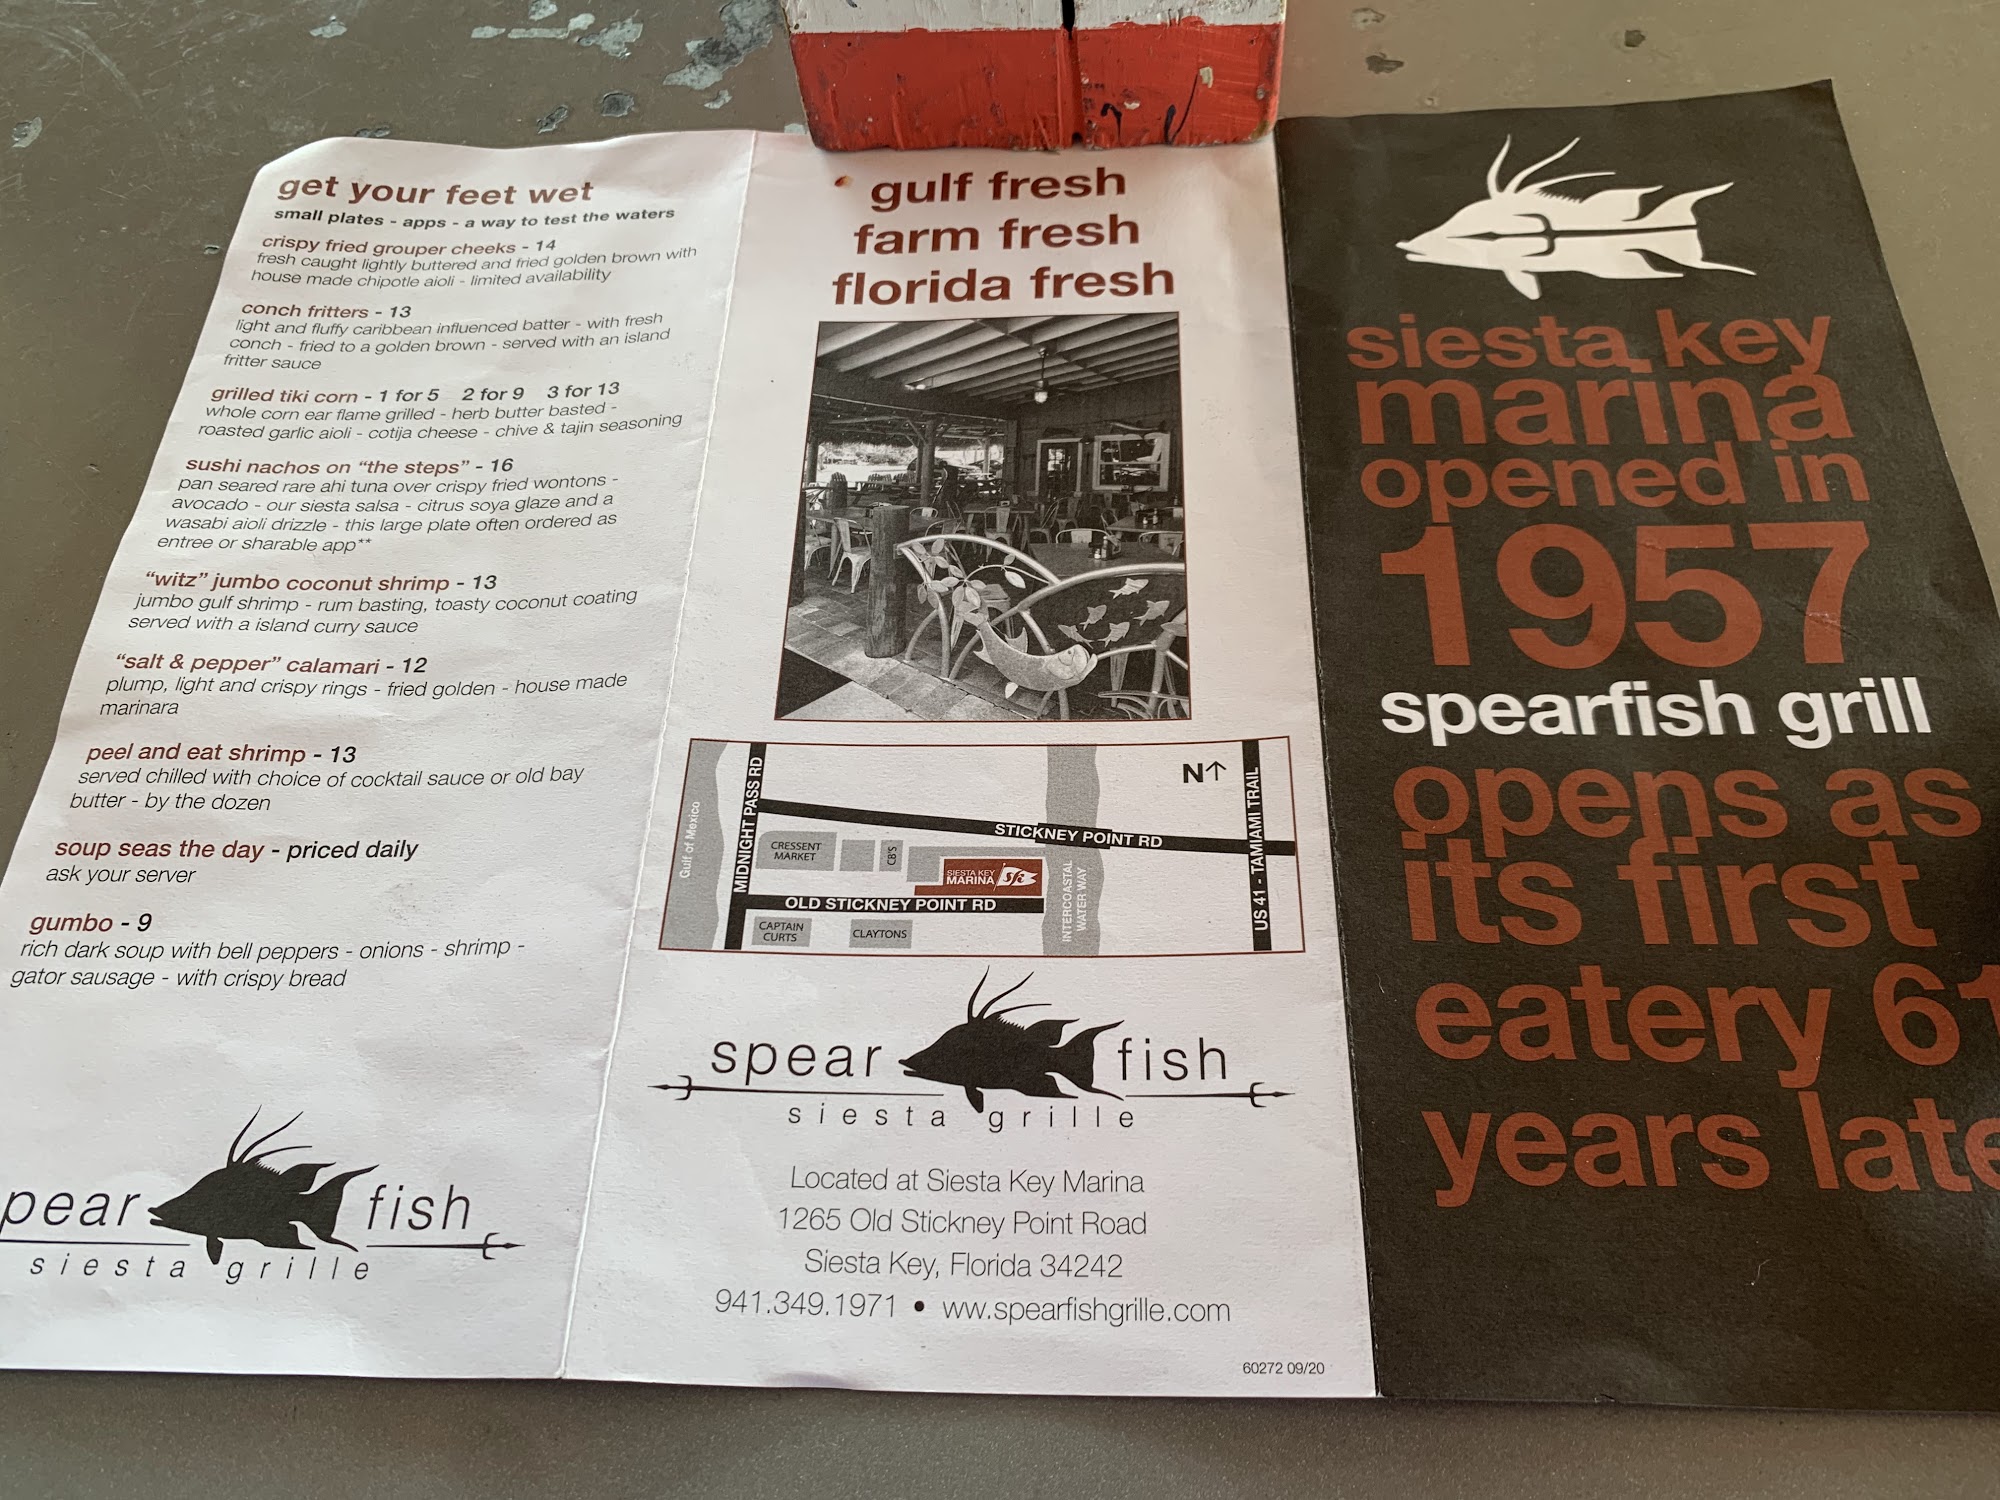 get your feet wet
small plates - apps - a way to test the waters
crispy fried grouper cheeks - 14
fresh caught lightly buttered and fried golden brown with
house made chipotle aioli - limited availability
conch fritters - 13
light and fluffy caribbean influenced batter - with fresh
conch - fried to a golden brown - served with an island
fritter sauce
grilled tiki corn - 1 for 5 2 for 9 3 for 13
whole corn ear flame grilled - herb butter basted -
roasted garlic aioli - cotija cheese - chive & tajin seasoning
sushi nachos on "the steps" - 16
pan seared rare ahi tuna over crispy fried wontons -
avocado - our siesta salsa - citrus soya glaze and a
wasabi aioli drizzle - this large plate often ordered as
entree or sharable app**
"witz" jumbo coconut shrimp - 13
jumbo gulf shrimp - rum basting, toasty coconut coating
served with a island curry sauce
"salt & pepper" calamari - 12
plump, light and crispy rings - fried golden - house made
marinara
peel and eat shrimp - 13
served chilled with choice of cocktail sauce or old bay
butter - by the dozen
soup seas the day - priced daily
ask your server
gumbo - 9
rich dark soup with bell peppers - onions - shrimp -
gator sausage - with crispy bread
pear fish
siesta grille
gulf fresh
farm fresh
florida fresh
Gulf of Mexico
MIDNIGHT PASS RD
N↑
STICKNEY POINT RD
US 41 - TAMIAMI TRAIL
CRESSENT
MARKET
CB'S
SIESTA KEY
MARINA SK
OLD STICKNEY POINT RD
INTERCOASTAL
WATER WAY
CAPTAIN
CURTS
CLAYTONS
spear fish
siesta grille
Located at Siesta Key Marina
1265 Old Stickney Point Road
Siesta Key, Florida 34242
941.349.1971 • ww.spearfishgrille.com
60272 09/20
siesta key
marina
opened in
1957
spearfish grill
opens as
its first
eatery 61
years late